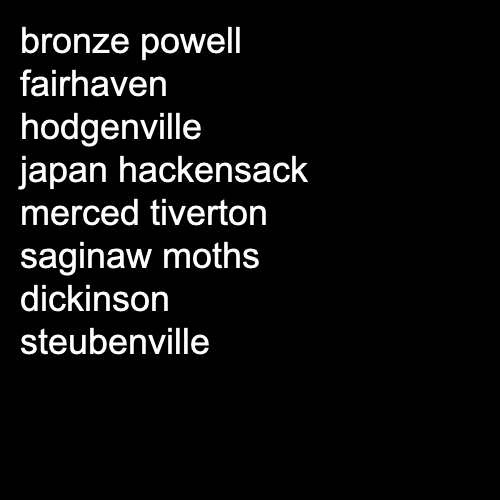 bronze powell
fairhaven
hodgenville
japan hackensack
merced tiverton
saginaw moths
dickinson
steubenville